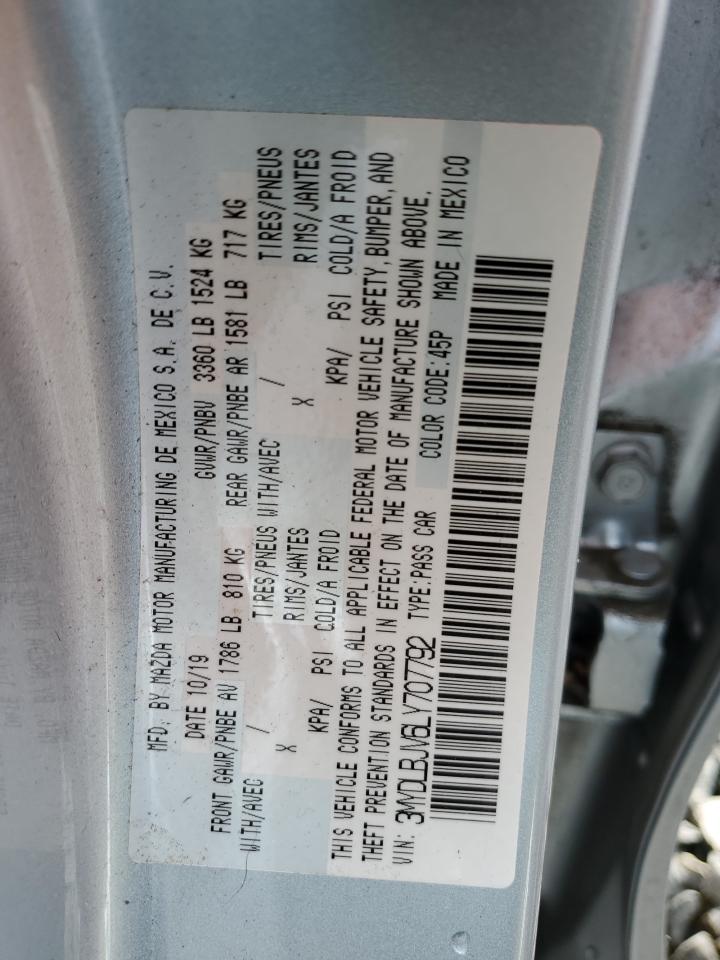 MFD. BY MAZDA MOTOR MANUFACTURING DE MEXICO S.A. DE C.V.
DATE 10/19 GVWR/PNBV 3360 LB 1524 KG
FRONT GAWR/PNBE AV 1786 LB 810 KG REAR GAWR/PNBE AR 1581 LB 717 KG
WITH/AVEC / TIRES/PNEUS WITH/AVEC / TIRES/PNEUS
X RIMS/JANTES X RIMS/JANTES
KPA/ PSI COLD/A FROID KPA/ PSI COLD/A FROID
THIS VEHICLE CONFORMS TO ALL APPLICABLE FEDERAL MOTOR VEHICLE SAFETY, BUMPER, AND
THEFT PREVENTION STANDARDS IN EFFECT ON THE DATE OF MANUFACTURE SHOWN ABOVE.
VIN: 3MYDLBJV6LY707792 TYPE:PASS CAR COLOR CODE:45P MADE IN MEXICO